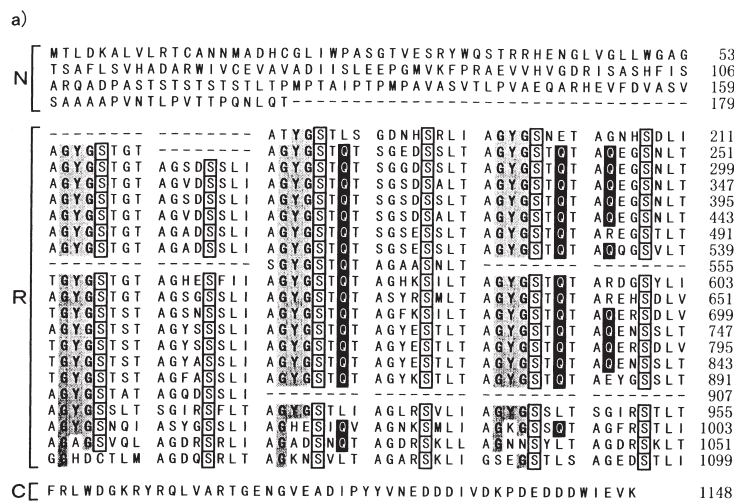 a)
N
MTLDKALVLRTCANNMADHCGLIWPASGTVESRYWQSTRRHENGLVGLLWGAG 53
TSAFLSVHADARWIVCEVAVADIISLEEPGMVKFPRAEVVHVGDRISASHFIS 106
ARQADPASTSTSTSTSTLTPMPTAIPTPMPAVASVTLPVAEQARHEVFDVASV 159
SAAAAPVNTLPVTTPQNLQT--------------------------------- 179
R
-------- -------- ATYGSTLS GDNHSRLI AGYGSNET AGNHSDLI 211
AGYGSTGT -------- AGYGSTQT SGEDSSLT AGYGSTQT AQEGSNLT 251
AGYGSTGT AGSDSSLI AGYGSTQT SGGDSSLT AGYGSTQT AQEGSNLT 299
AGYGSTGT AGVDSSLI AGYGSTQT SGSDSALT AGYGSTQT AQEGSNLT 347
AGYGSTGT AGSDSSLI AGYGSTQT SGSDSSLT AGYGSTQT AQEGSNLT 395
AGYGSTGT AGVDSSLI AGYGSTQT SGSDSALT AGYGSTQT AQEGSNLT 443
AGYGSTGT AGADSSLI AGYGSTQT SGSESSLT AGYGSTQT AREGSTLT 491
AGYGSTGT AGADSSLI AGYGSTQT SGSESSLT AGYGSTQT AQQGSVLT 539
-------- -------- SGYGSTQT AGAASNLT -------- -------- 555
TGYGSTGT AGHESFII AGYGSTQT AGHKSILT AGYGSTQT ARDGSYLI 603
AGYGSTGT AGSGSSLI AGYGSTQT ASYRSMLT AGYGSTQT AREHSDLV 651
TGYGSTST AGSNSSLI AGYGSTQT AGFKSILT AGYGSTQT AQERSDLV 699
AGYGSTST AGYSSSLI AGYGSTQT AGYESTLT AGYGSTQT AQENSSLT 747
TGYGSTST AGYSSSLI AGYGSTQT AGYESTLT AGYGSTQT AQERSDLV 795
TGYGSTST AGYASSLI AGYGSTQT AGYESTLT AGYGSTQT AQENSSLT 843
TGYGSTST AGFASSLI AGYGSTQT AGYKSTLT AGYGSTQT AEYGSSLT 891
AGYGSTAT AGQDSSLI -------- -------- -------- -------- 907
AGYGSSLT SGIRSFLT AGYGSTLI AGLRSVLI AGYGSSLT SGIRSTLT 955
AGYGSNQI ASYGSSLI AGHESIQV AGNKSMLI AGKGSSQT AGFRSTLI 1003
AGAGSVQL AGDRSRLI AGADSNQT AGDRSKLL AGNNSYLT AGDRSKLT 1051
GGHDCTLM AGDQSRLT AGKNSVLT AGARSKLI GSEGSTLS AGEDSTLI 1099
C
FRLWDGKRYRQLVARTGENGVEADIPYYVNEDDDIVDKPDEDDDWIEVK 1148